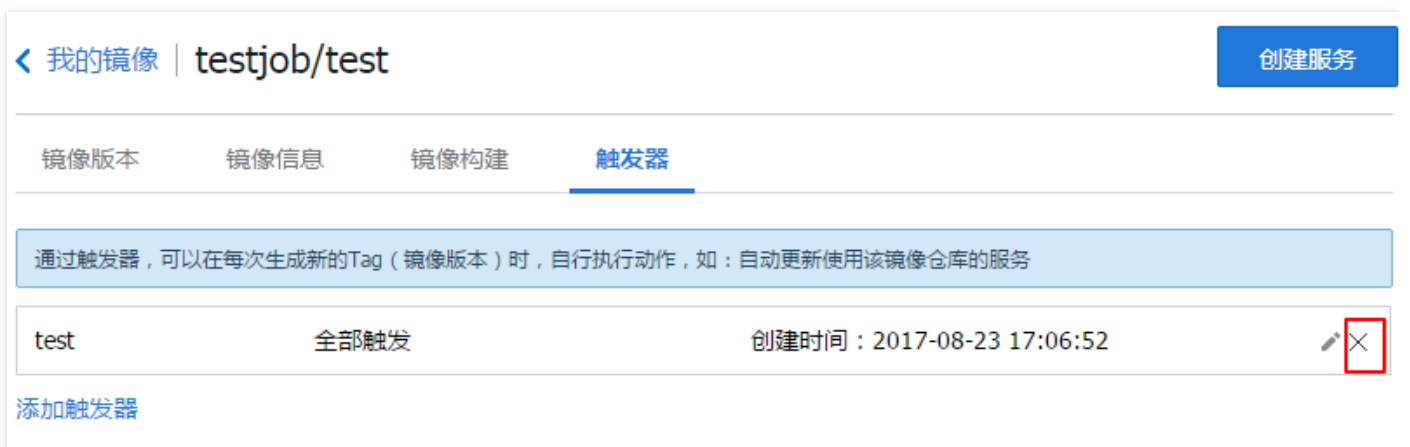 我的镜像 | testjob/test 创建服务
镜像版本 镜像信息 镜像构建 触发器
通过触发器，可以在每次生成新的Tag（镜像版本）时，自行执行动作，如：自动更新使用该镜像仓库的服务
test 全部触发 创建时间：2017-08-23 17:06:52
添加触发器